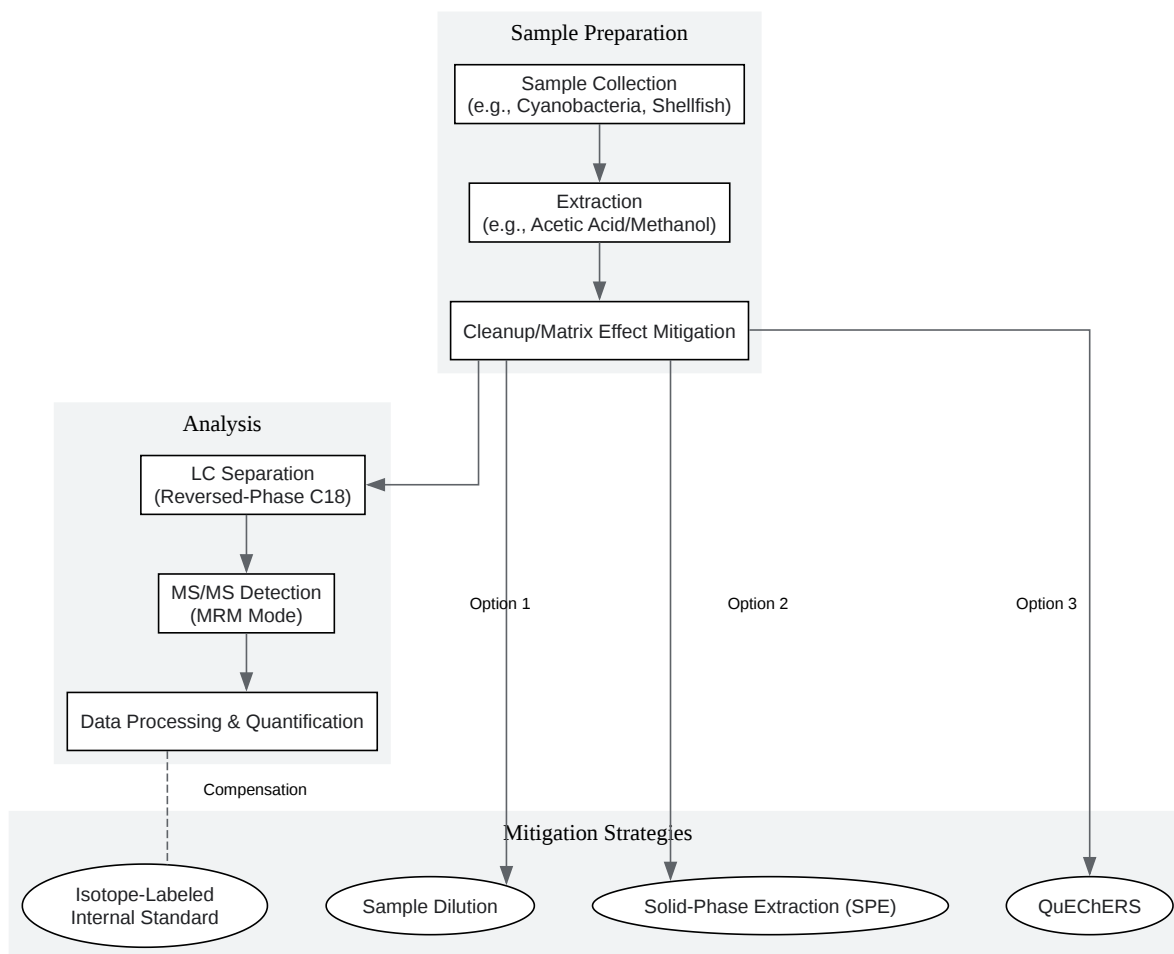 Sample Preparation
Sample Collection
(e.g., Cyanobacteria, Shellfish)
Extraction
(e.g., Acetic Acid/Methanol)
Cleanup/Matrix Effect Mitigation
Analysis
LC Separation
(Reversed-Phase C18)
MS/MS Detection
(MRM Mode)
Option 1
Option 2
Option 3
Data Processing & Quantification
Compensation
Mitigation Strategies
Isotope-Labeled
Internal Standard
Sample Dilution
Solid-Phase Extraction (SPE)
QuEChERS